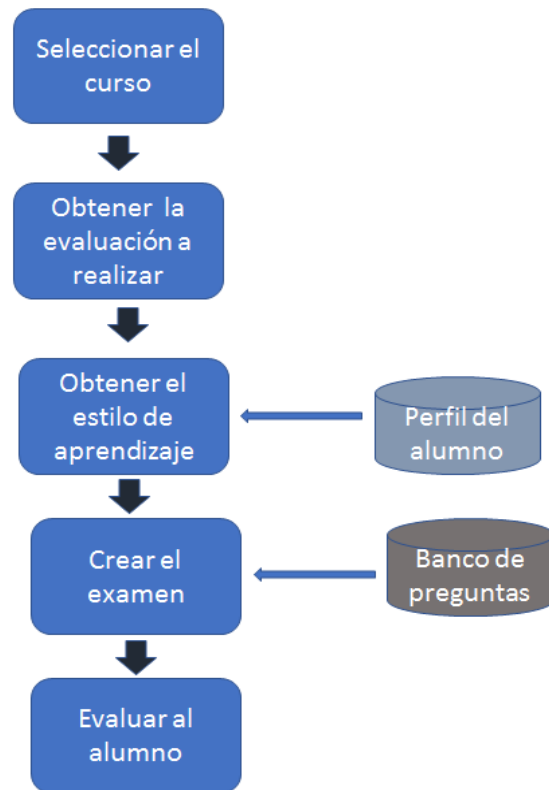 Seleccionar el
curso
Obtener la
evaluación a
realizar
Obtener el
estilo de
aprendizaje
Perfil del
alumno
Crear el
examen
Banco de
preguntas
Evaluar al
alumno